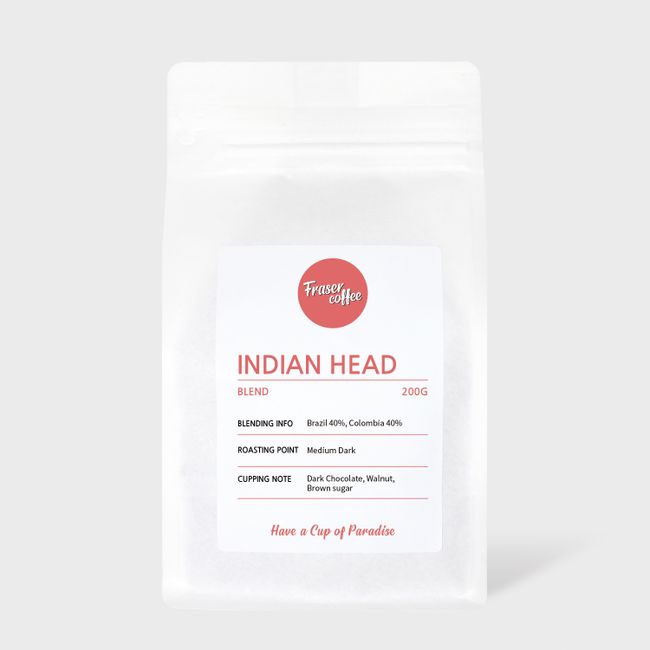 Fraser
coffee
INDIAN HEAD
BLEND 200G
BLENDING INFO Brazil 40%, Colombia 40%
ROASTING POINT Medium Dark
CUPPING NOTE Dark Chocolate, Walnut,
Brown sugar
Have a Cup of Paradise